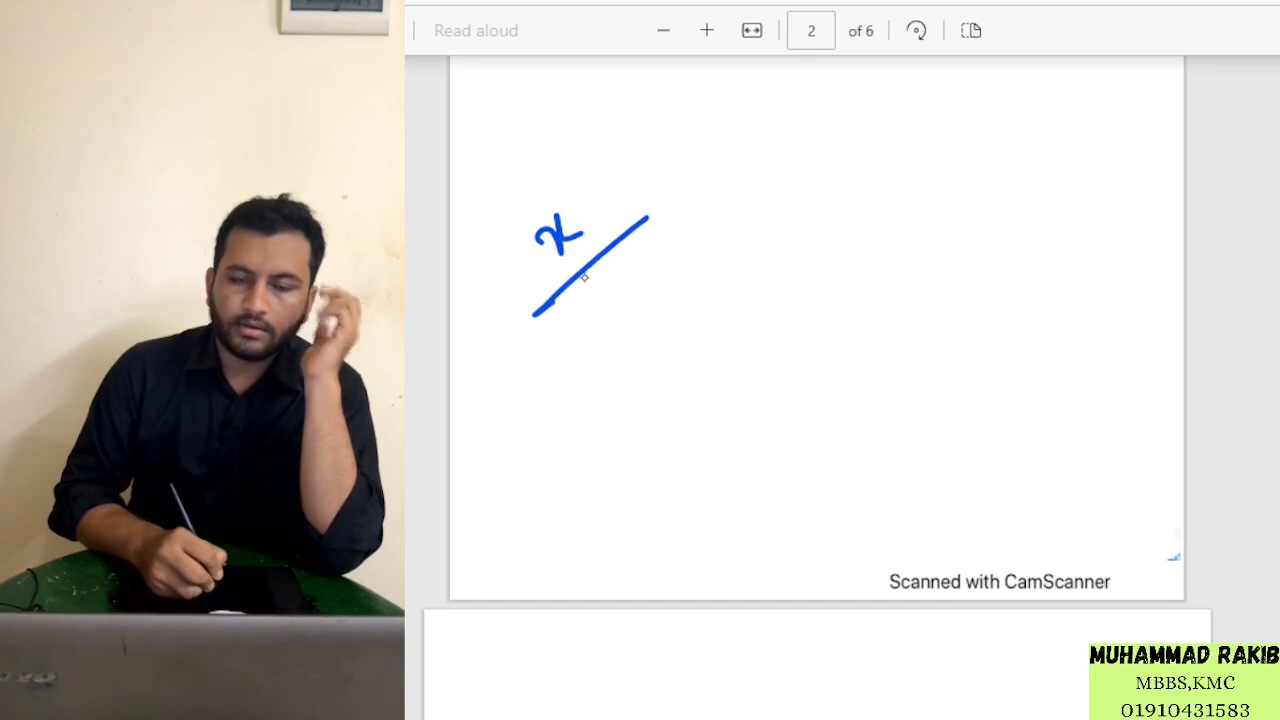 Read aloud
2 of 6
x
Scanned with CamScanner
MUHAMMAD RAKIB
MBBS,KMC
01910431583